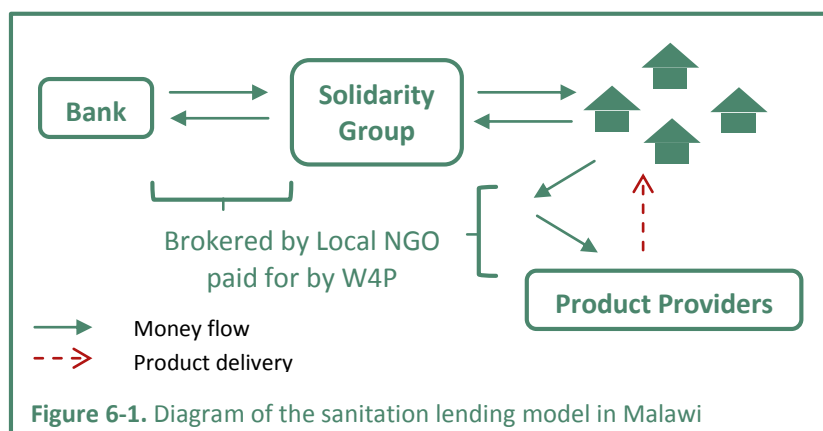 Bank
Solidarity
Group
Brokered by Local NGO
paid for by W4P
Product Providers
Money flow
Product delivery
Figure 6-1. Diagram of the sanitation lending model in Malawi